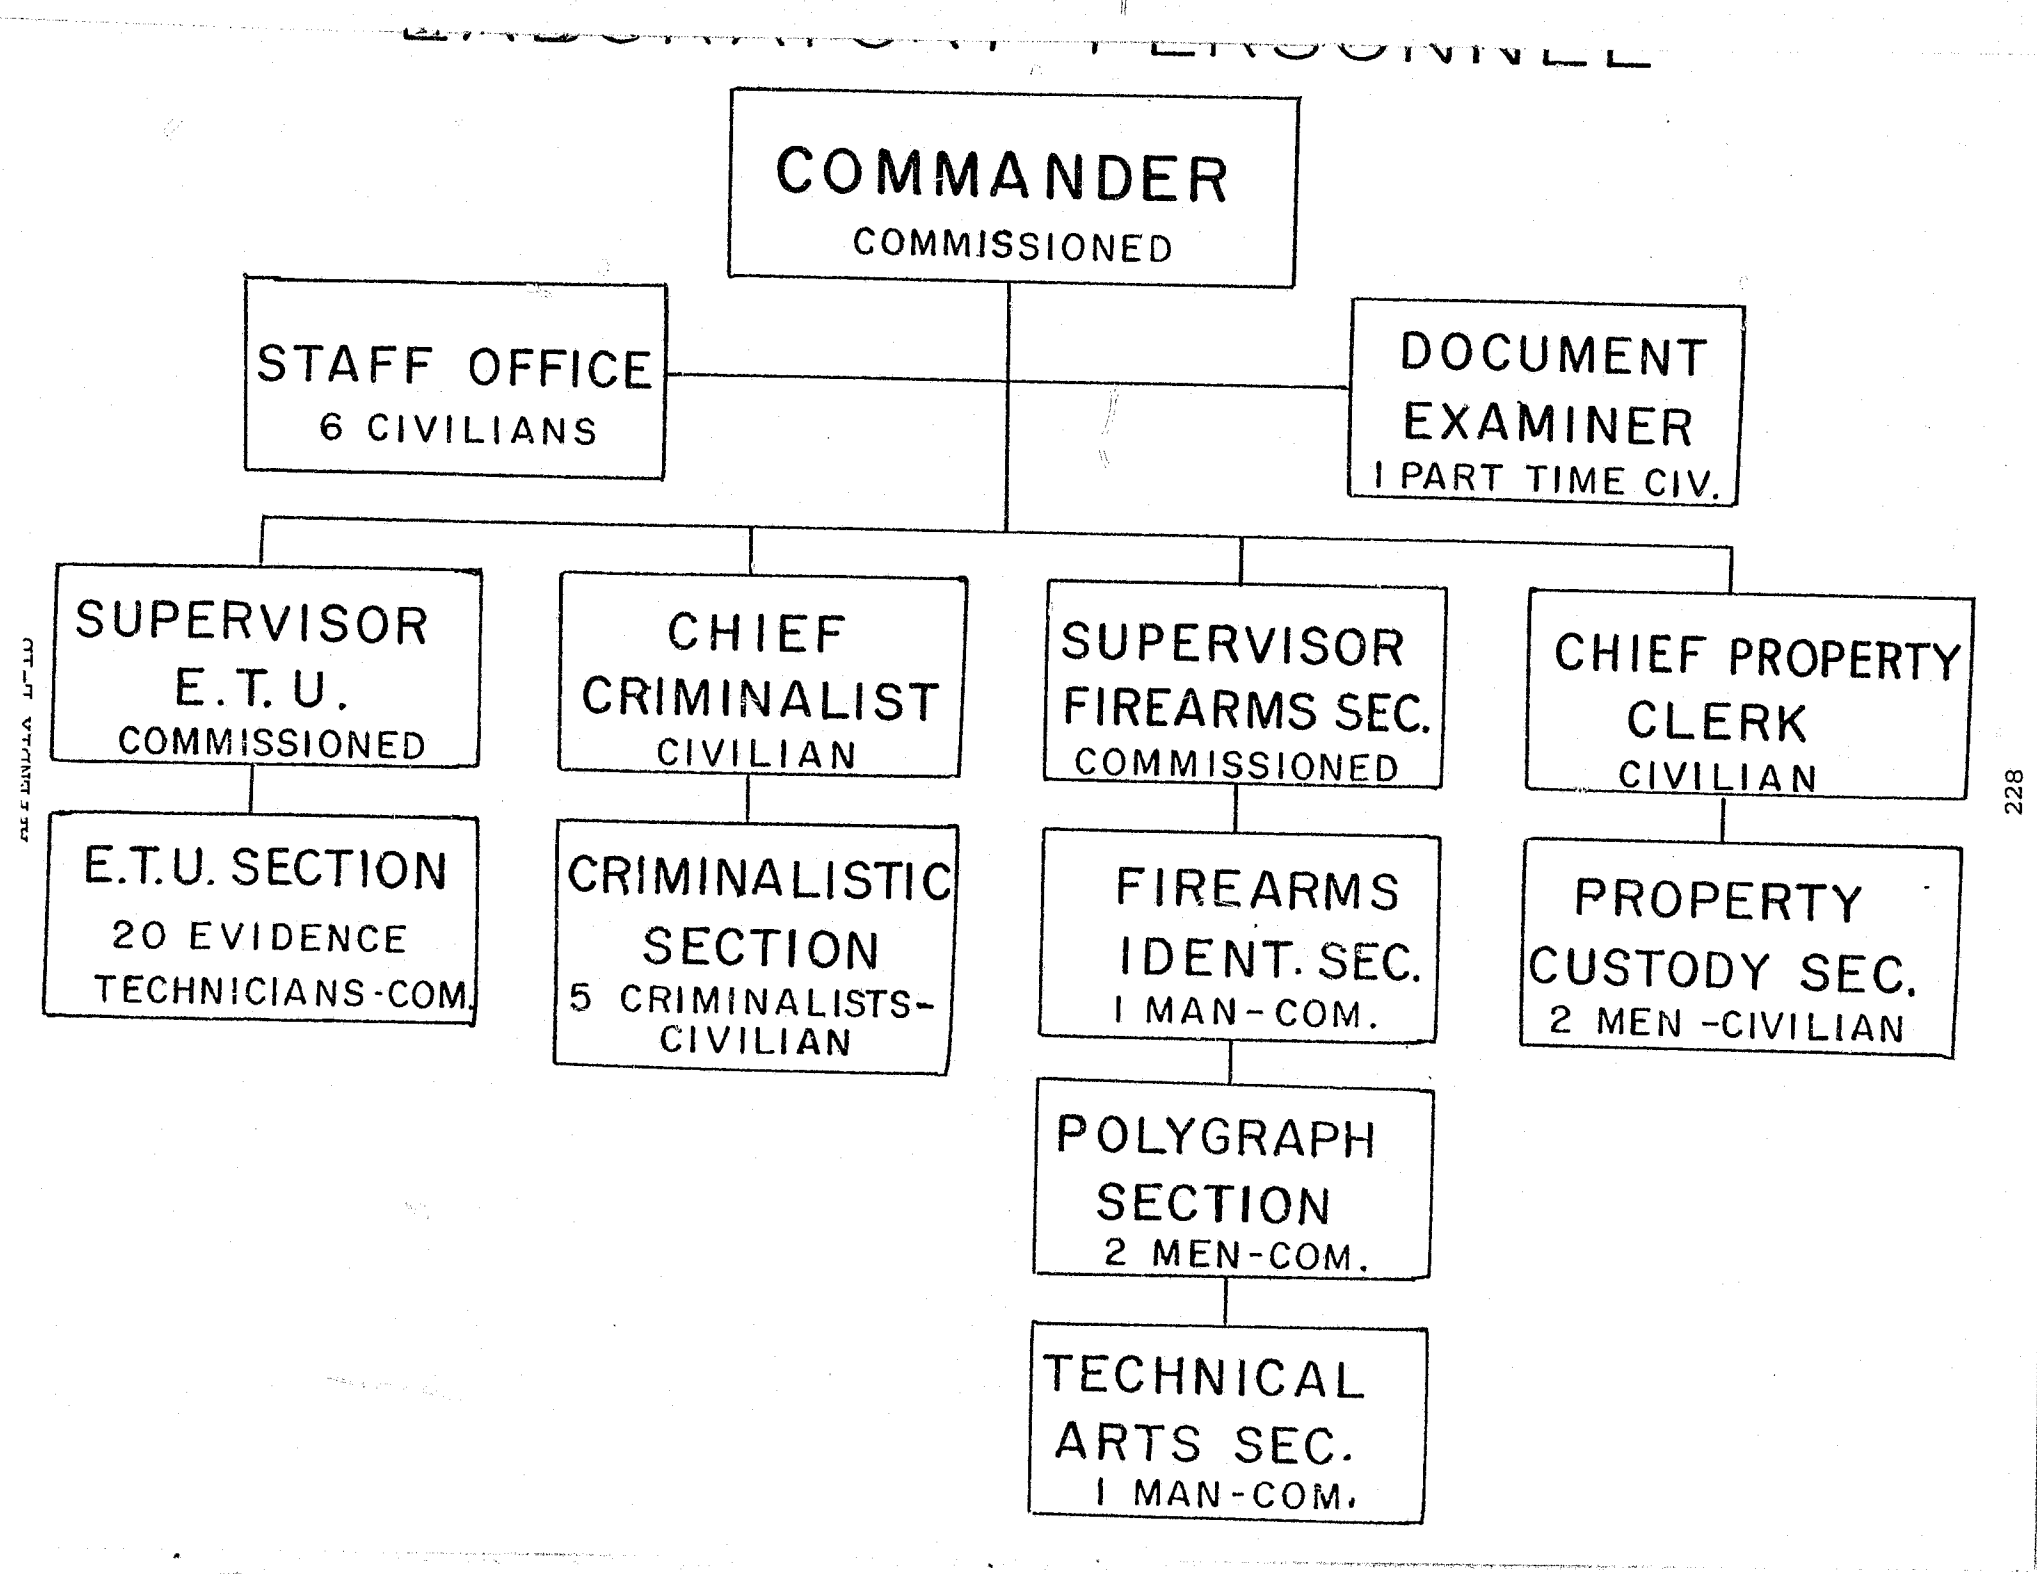 LABORATORY PERSONNEL
COMMANDER
COMMISSIONED
STAFF OFFICE
6 CIVILIANS
DOCUMENT
EXAMINER
1 PART TIME CIV.
SUPERVISOR
E.T.U.
COMMISSIONED
CHIEF
CRIMINALIST
CIVILIAN
SUPERVISOR
FIREARMS SEC.
COMMISSIONED
CHIEF PROPERTY
CLERK
CIVILIAN
E.T.U. SECTION
20 EVIDENCE
TECHNICIANS-COM.
CRIMINALISTIC
SECTION
5 CRIMINALISTS-
CIVILIAN
FIREARMS
IDENT. SEC.
1 MAN-COM.
PROPERTY
CUSTODY SEC.
2 MEN-CIVILIAN
POLYGRAPH
SECTION
2 MEN-COM.
TECHNICAL
ARTS SEC.
1 MAN-COM.
228